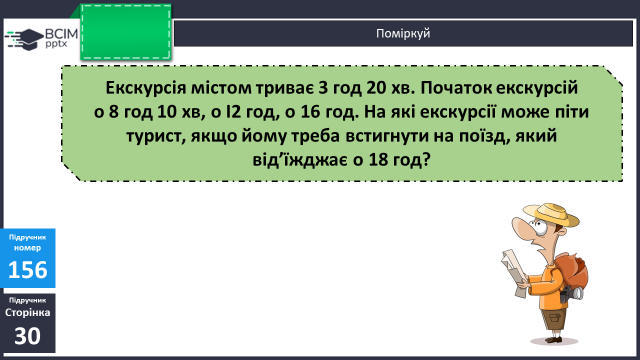 BCIM
pptx
Поміркуй
Екскурсія містом триває 3 год 20 хв. Початок екскурсій
о 8 год 10 хв, о І2 год, о 16 год. На які екскурсії може піти
турист, якщо йому треба встигнути на поїзд, який
від’їжджає о 18 год?
Підручник
номер
156
Підручник
Сторінка
30